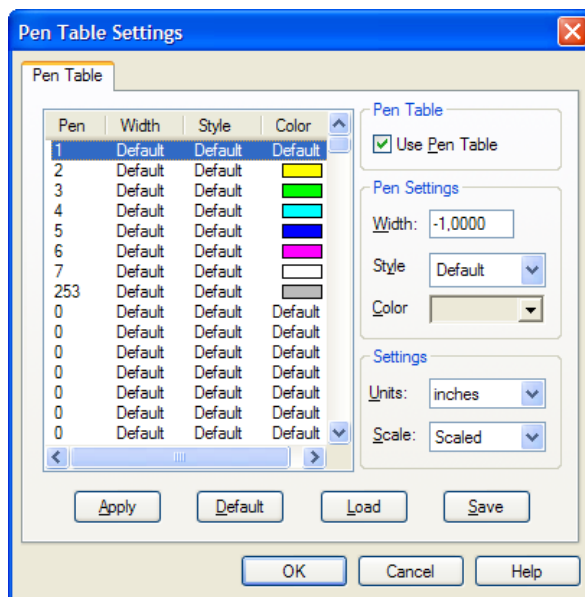 Pen Table Settings
Pen Table
Pen Width Style Color
1 Default Default Default
2 Default Default
3 Default Default
4 Default Default
5 Default Default
6 Default Default
7 Default Default
253 Default Default
0 Default Default Default
0 Default Default Default
0 Default Default Default
0 Default Default Default
0 Default Default Default
0 Default Default Default
0 Default Default Default
Pen Table
Use Pen Table
Pen Settings
Width: -1,0000
Style Default
Color
Settings
Units: inches
Scale: Scaled
Apply Default Load Save
OK Cancel Help